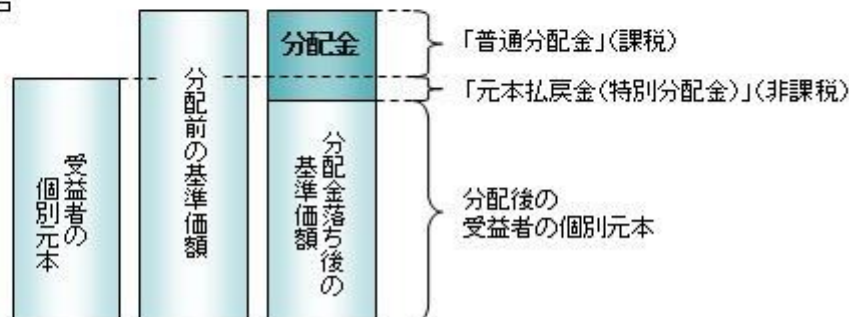 分配金
「普通分配金」(課税)
「元本払戻金(特別分配金)」(非課税)
受益者の
個別元本
分配前の基準価額
分配金落ち後の
基準価額
分配後の
受益者の個別元本